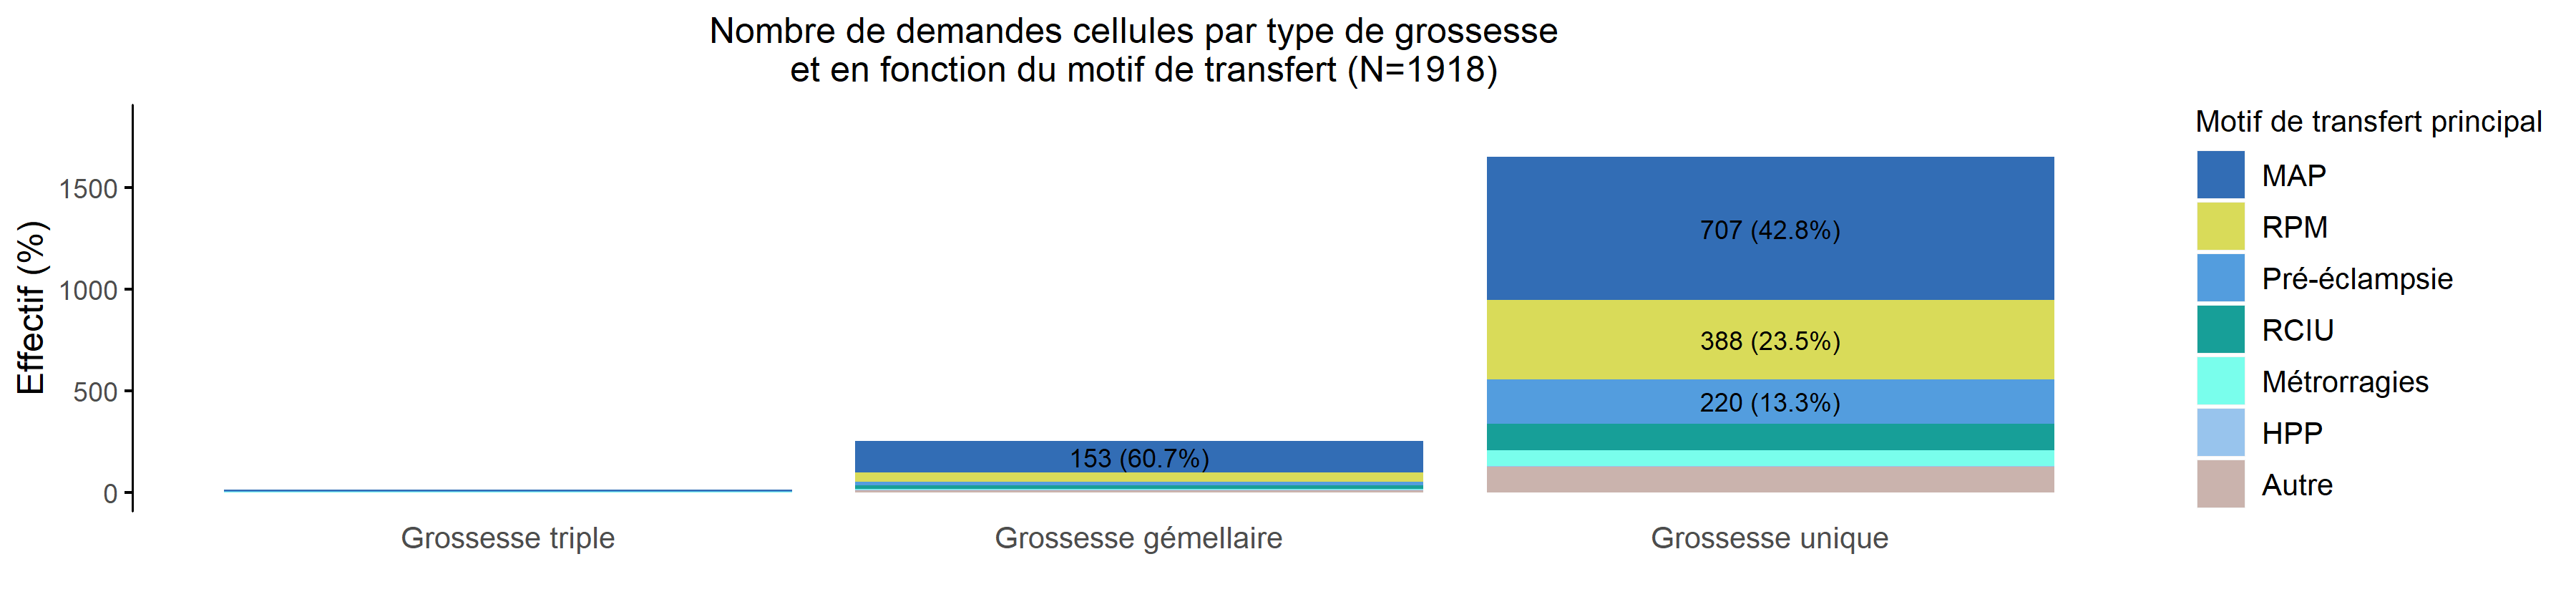 Nombre de demandes cellules par type de grossesse
et en fonction du motif de transfert (N=1918)
Effectif (%)
1500
1000
500
0
707 (42.8%)
388 (23.5%)
220 (13.3%)
153 (60.7%)
Grossesse triple
Grossesse gémellaire
Grossesse unique
Motif de transfert principal
MAP
RPM
Pré-éclampsie
RCIU
Métrorragies
HPP
Autre